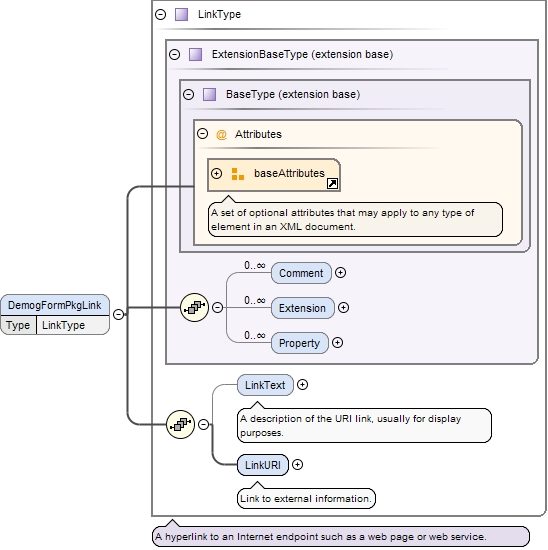 LinkType
ExtensionBaseType (extension base)
BaseType (extension base)
@ Attributes
baseAttributes
A set of optional attributes that may apply to any type of
element in an XML document.
0..∞
Comment
0..∞
Extension
0..∞
Property
DemogFormPkgLink
Type LinkType
LinkText
A description of the URI link, usually for display
purposes.
LinkURI
Link to external information.
A hyperlink to an Internet endpoint such as a web page or web service.